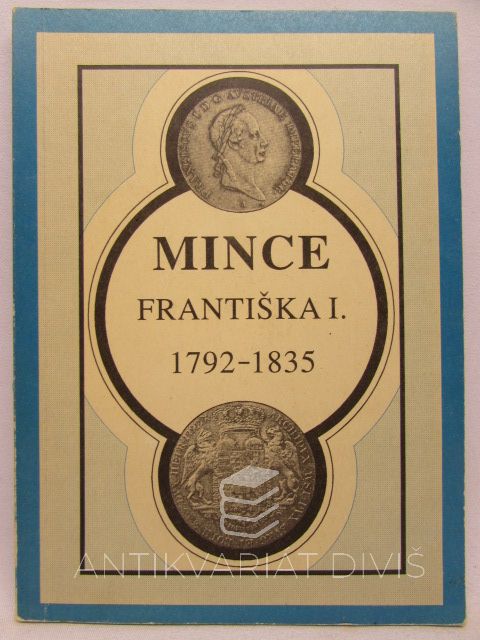 MINCE
FRANTIŠKA I.
1792-1835
ANTIKVARIAT DIVIŠ